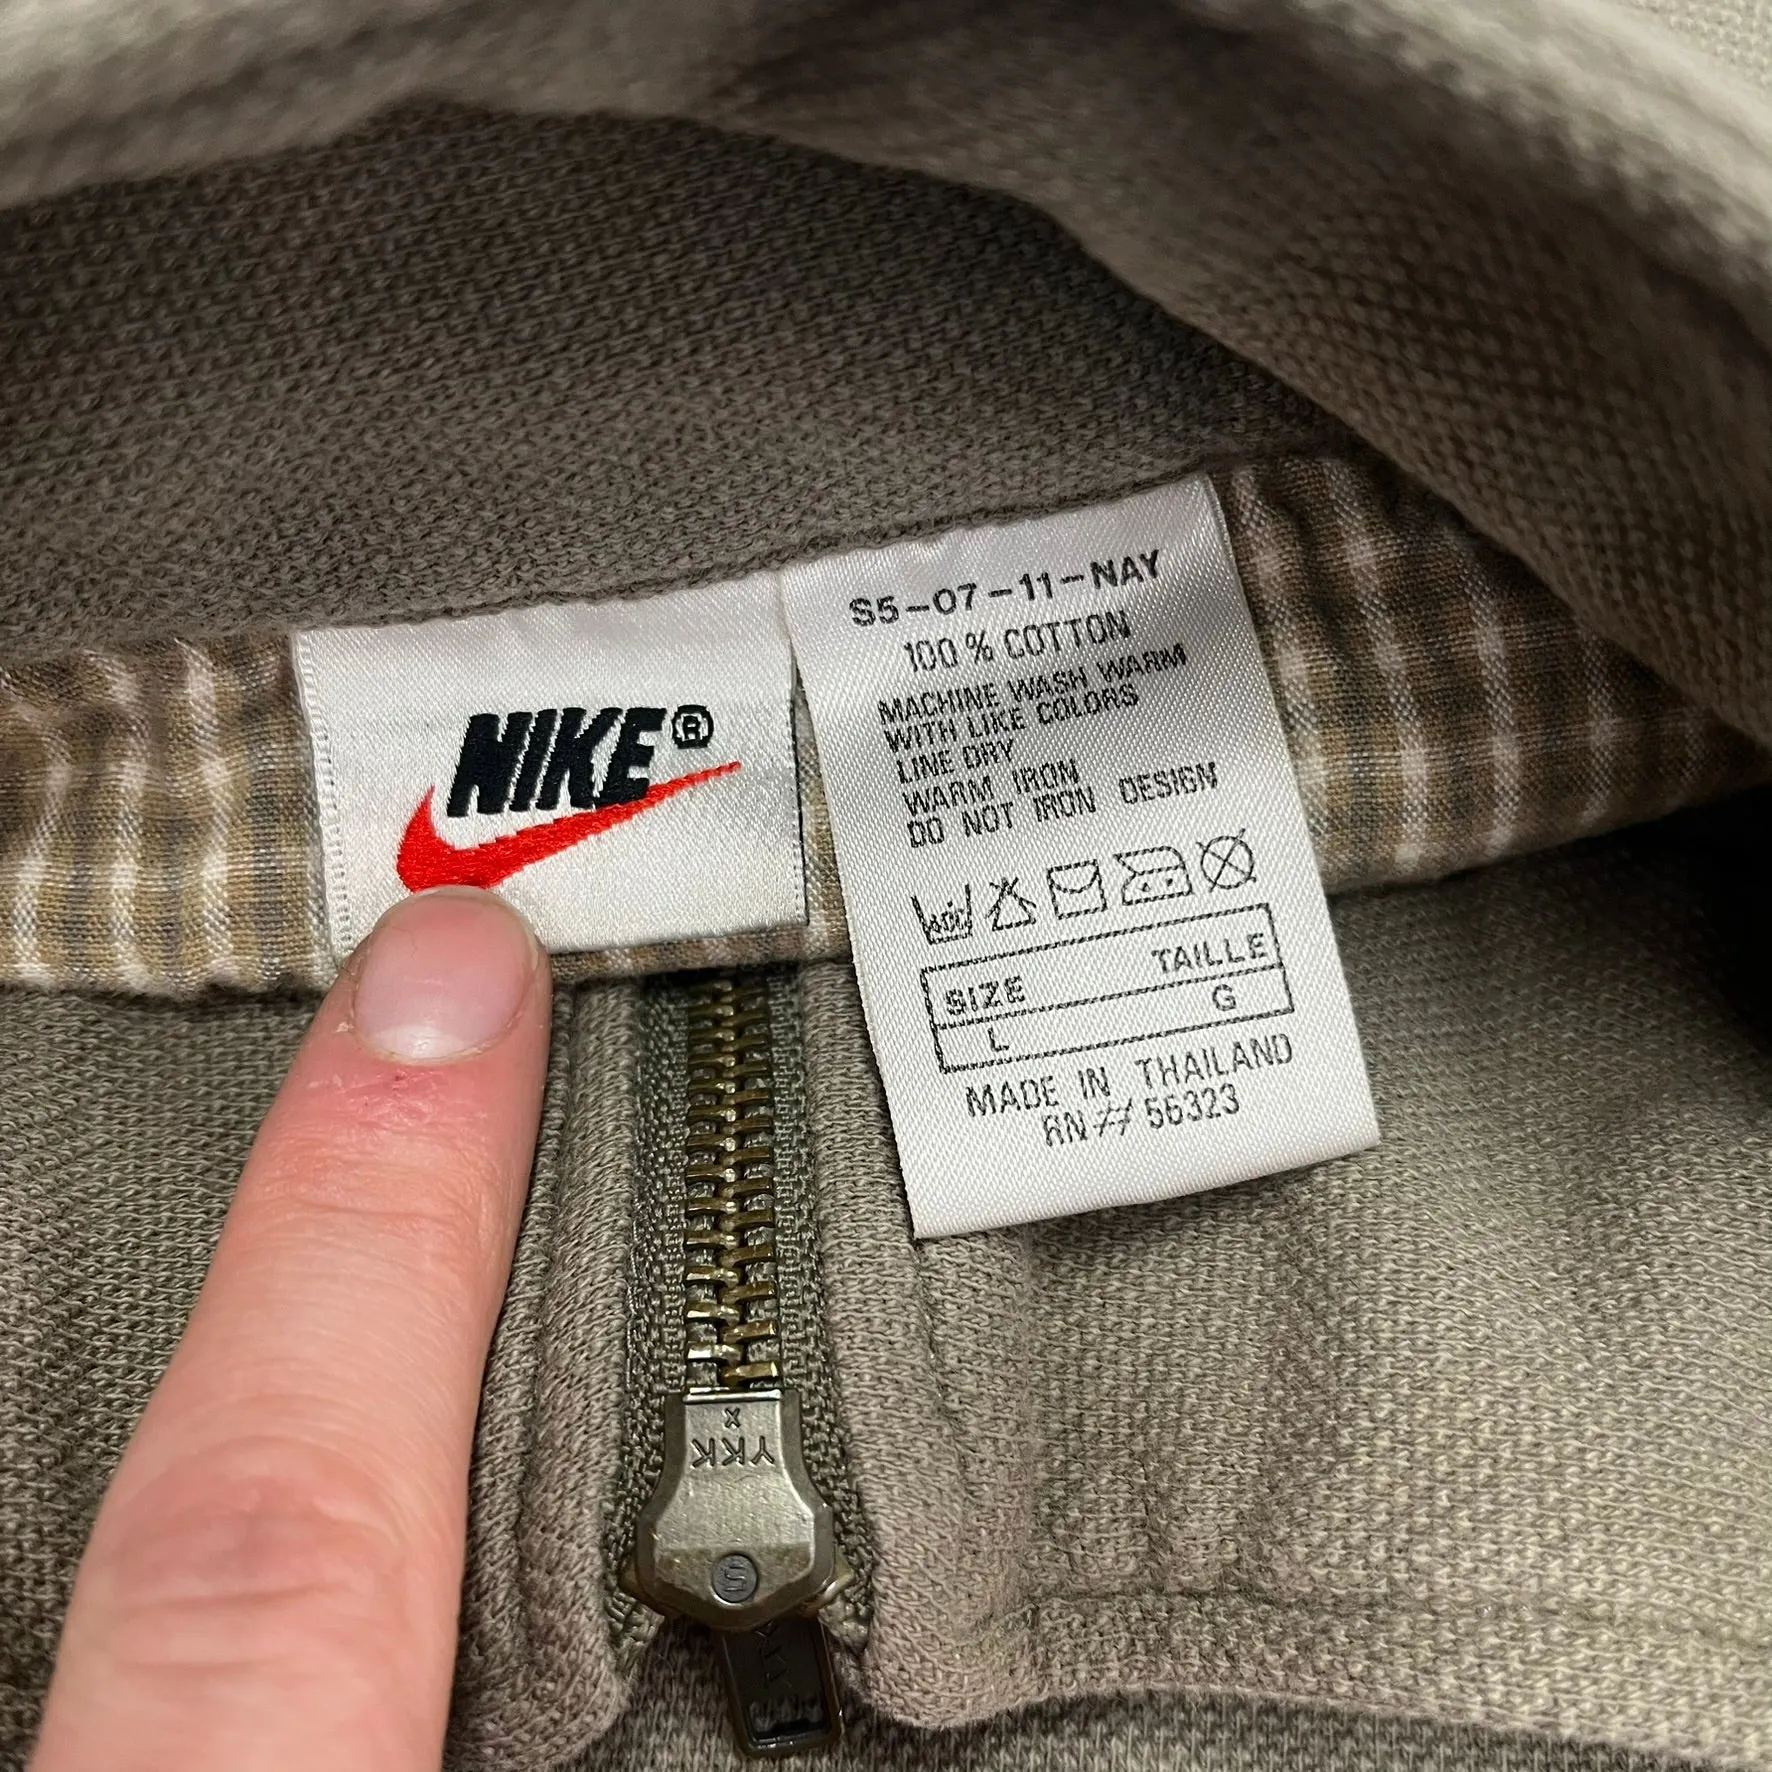 NIKE®
S5-07-11-NAY
100% COTTON
MACHINE WASH WARM
WITH LIKE COLORS
LINE DRY
WARM IRON
DO NOT IRON DESIGN
SIZE TAILLE
L G
MADE IN THAILAND
RN # 56323
YKK
S